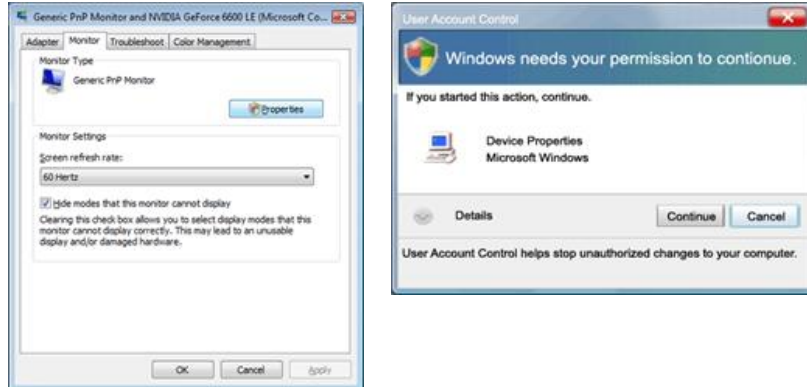 Generic PnP Monitor and NVIDIA GeForce 6600 LE (Microsoft Co...
Adapter Monitor Troubleshoot Color Management
Monitor Type
Generic PnP Monitor
Properties
Monitor Settings
Screen refresh rate:
60 Hertz
Hide modes that this monitor cannot display
Clearing this check box allows you to select display modes that this
monitor cannot display correctly. This may lead to an unusable
display and/or damaged hardware.
OK Cancel Apply
User Account Control
Windows needs your permission to contionue.
If you started this action, continue.
Device Properties
Microsoft Windows
Details Continue Cancel
User Account Control helps stop unauthorized changes to your computer.